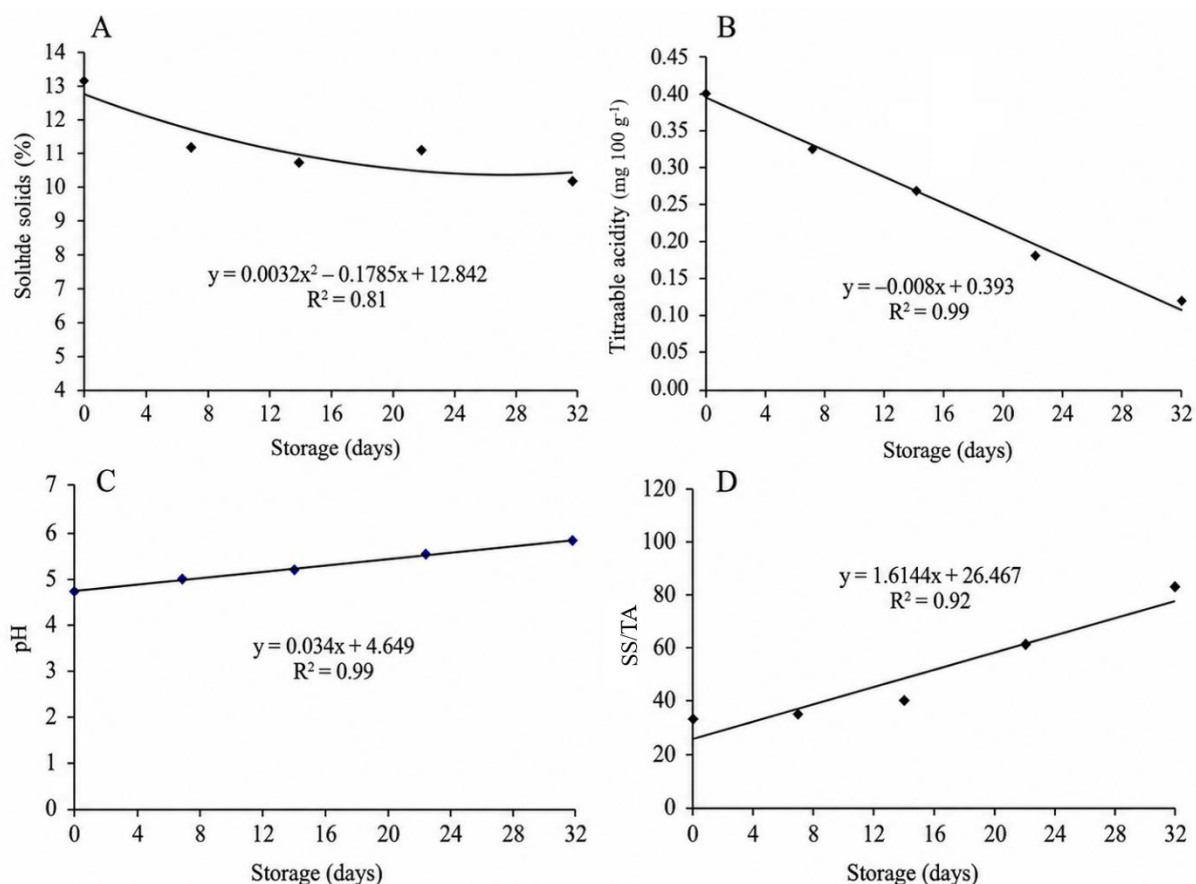 A
14
13
12
11
10
9
8
7
6
5
4
Soluhde solids (%)
y = 0.0032x² – 0.1785x + 12.842
R² = 0.81
0 4 8 12 16 20 24 28 32
Storage (days)
B
0.45
0.40
0.35
0.30
0.25
0.20
0.15
0.10
0.05
0.00
Titraable acidity (mg 100 g⁻¹)
y = –0.008x + 0.393
R² = 0.99
0 4 8 12 16 20 24 28 32
Storage (days)
C
7
6
5
4
3
2
1
0
pH
y = 0.034x + 4.649
R² = 0.99
0 4 8 12 16 20 24 28 32
Storage (days)
D
120
100
80
60
40
20
0
SS/TA
y = 1.6144x + 26.467
R² = 0.92
0 4 8 12 16 20 24 28 32
Storage (days)